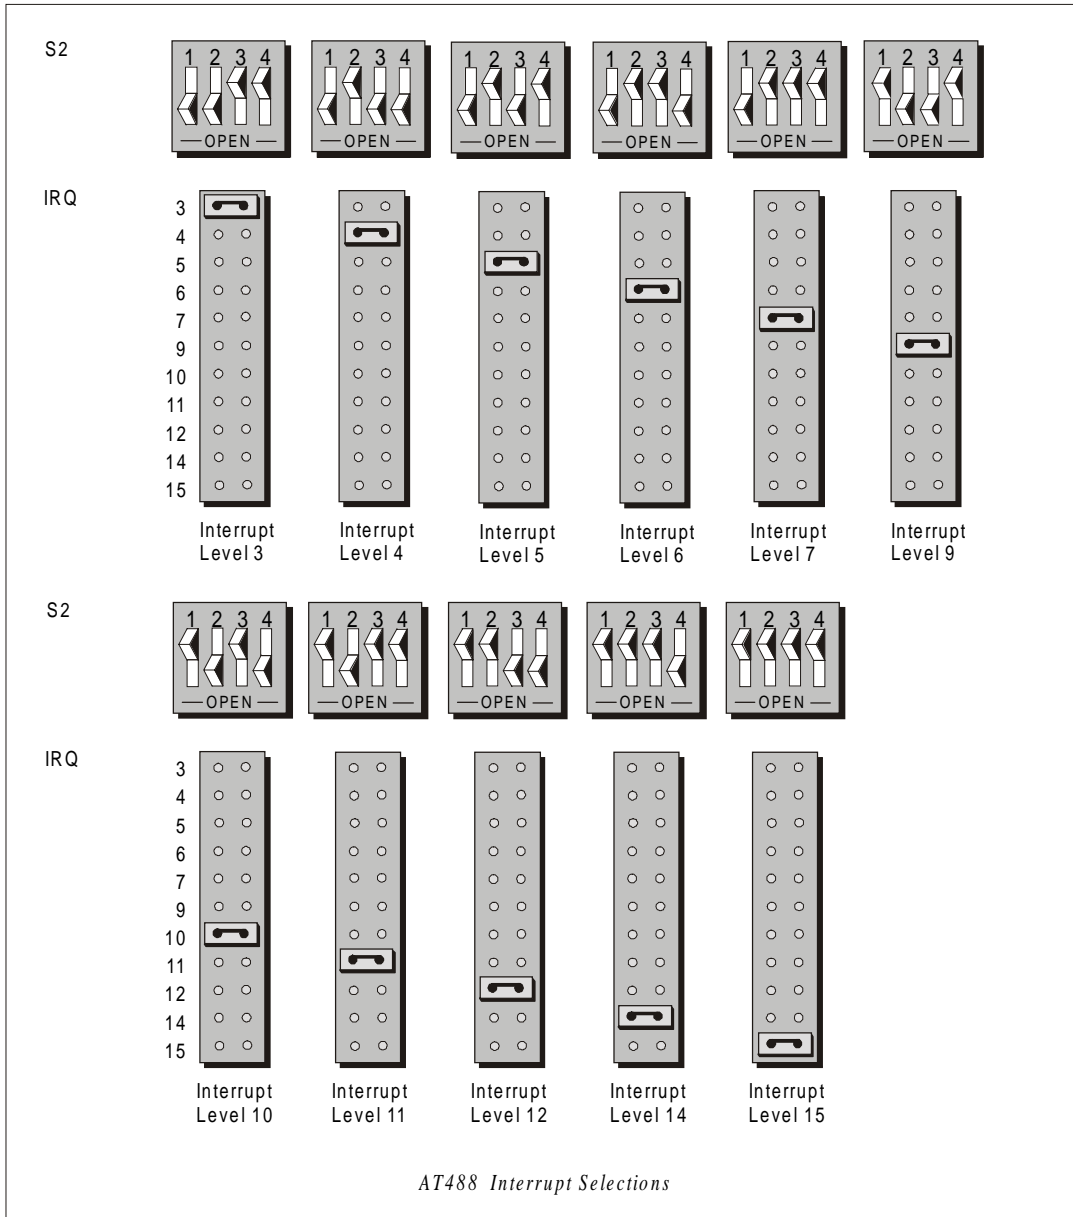 S2
1 2 3 4 1 2 3 4 1 2 3 4 1 2 3 4 1 2 3 4 1 2 3 4
OPEN OPEN OPEN OPEN OPEN OPEN
IRQ
3
4
5
6
7
9
10
11
12
14
15
Interrupt Level 3
Interrupt Level 4
Interrupt Level 5
Interrupt Level 6
Interrupt Level 7
Interrupt Level 9
S2
1 2 3 4 1 2 3 4 1 2 3 4 1 2 3 4 1 2 3 4
OPEN OPEN OPEN OPEN OPEN
IRQ
3
4
5
6
7
9
10
11
12
14
15
Interrupt Level 10
Interrupt Level 11
Interrupt Level 12
Interrupt Level 14
Interrupt Level 15
AT488 Interrupt Selections